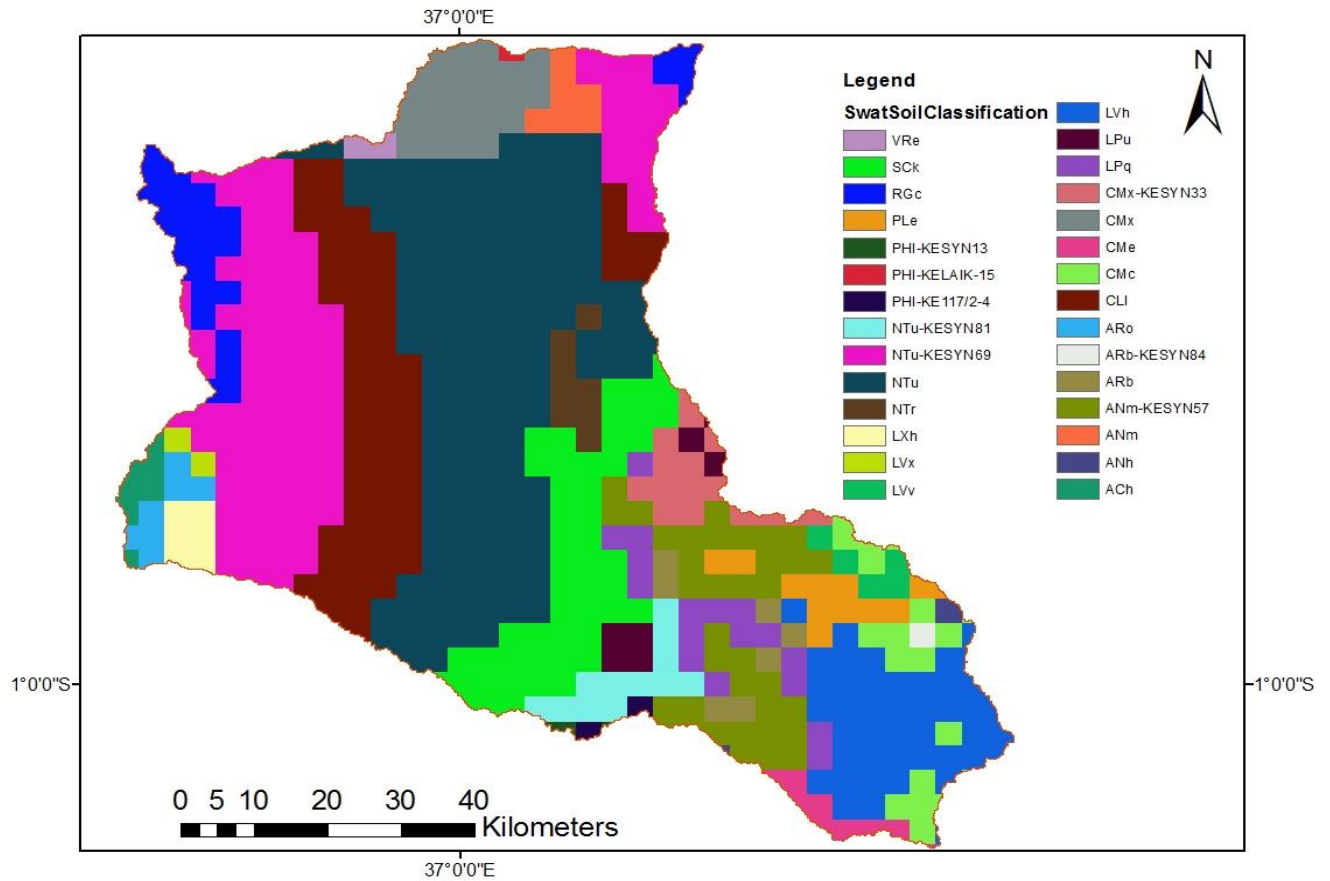 37°0'0"E
N
Legend
SwatSoilClassification
VRe
SCk
RGc
PLe
PHI-KESYN13
PHI-KELAIK-15
PHI-KE117/2-4
NTu-KESYN81
NTu-KESYN69
NTu
NTr
LXh
LVx
LVv
LVh
LPu
LPq
CMx-KESYN33
CMx
CMe
CMc
CLl
ARo
ARb-KESYN84
ARb
ANm-KESYN57
ANm
ANh
ACh
1°0'0"S
1°0'0"S
0 5 10 20 30 40
Kilometers
37°0'0"E